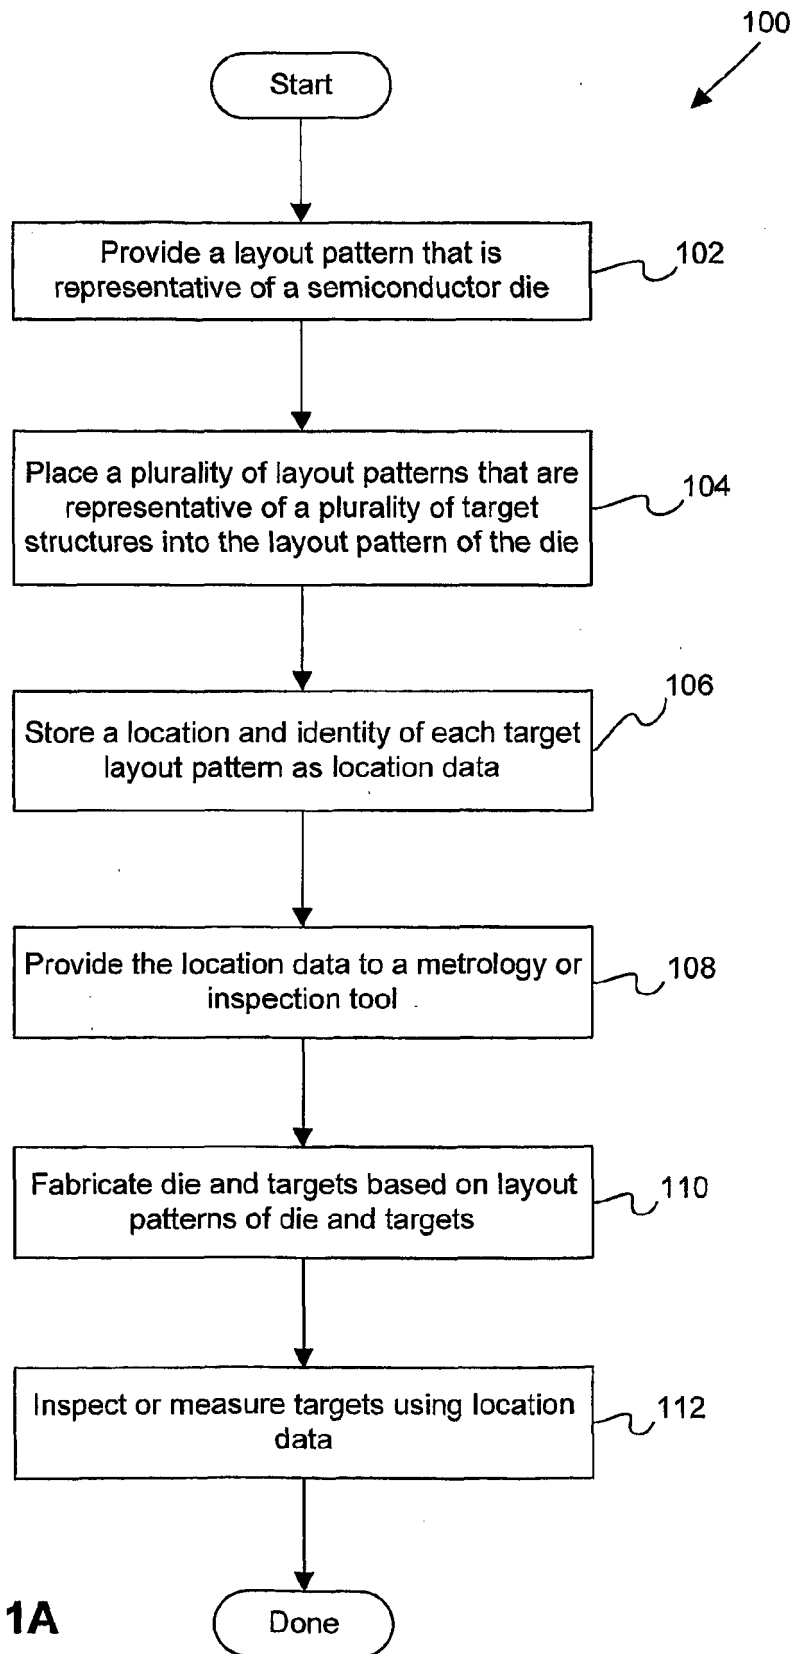 100
Start
Provide a layout pattern that is
representative of a semiconductor die
102
Place a plurality of layout patterns that are
representative of a plurality of target
structures into the layout pattern of the die
104
Store a location and identity of each target
layout pattern as location data
106
Provide the location data to a metrology or
inspection tool
108
Fabricate die and targets based on layout
patterns of die and targets
110
Inspect or measure targets using location
data
112
Done
1A